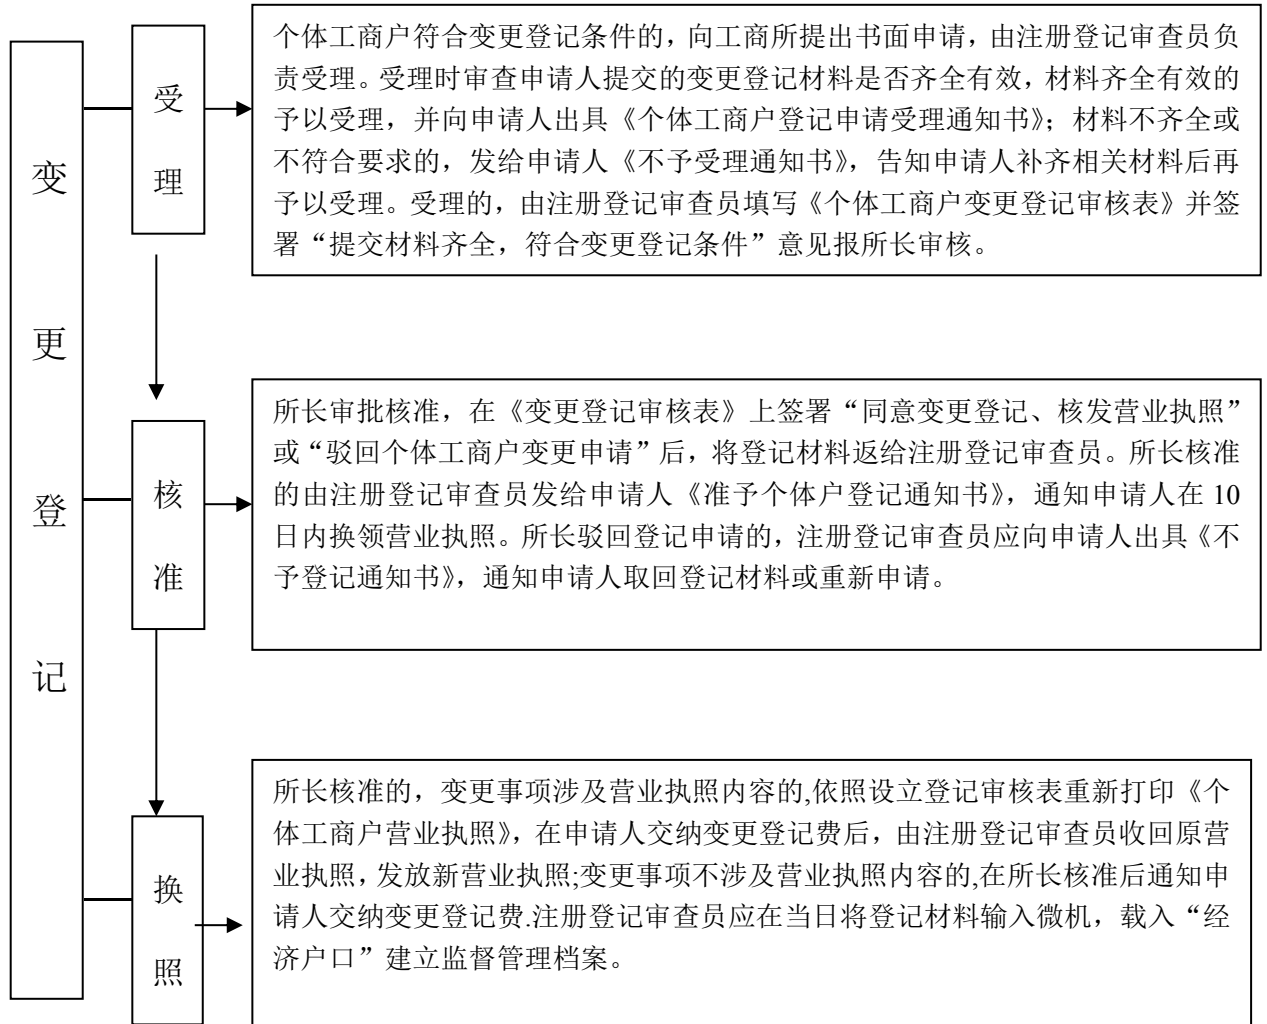 变更登记
受理
个体工商户符合变更登记条件的，向工商所提出书面申请，由注册登记审查员负
责受理。受理时审查申请人提交的变更登记材料是否齐全有效，材料齐全有效的
予以受理，并向申请人出具《个体工商户登记申请受理通知书》；材料不齐全或
不符合要求的，发给申请人《不予受理通知书》，告知申请人补齐相关材料后再
予以受理。受理的，由注册登记审查员填写《个体工商户变更登记审核表》并签
署“提交材料齐全，符合变更登记条件”意见报所长审核。
核准
所长审批核准，在《变更登记审核表》上签署“同意变更登记、核发营业执照”
或“驳回个体工商户变更申请”后，将登记材料返给注册登记审查员。所长核准
的由注册登记审查员发给申请人《准予个体户登记通知书》，通知申请人在 10
日内换领营业执照。所长驳回登记申请的，注册登记审查员应向申请人出具《不
予登记通知书》，通知申请人取回登记材料或重新申请。
换照
所长核准的，变更事项涉及营业执照内容的,依照设立登记审核表重新打印《个
体工商户营业执照》，在申请人交纳变更登记费后，由注册登记审查员收回原营
业执照，发放新营业执照;变更事项不涉及营业执照内容的,在所长核准后通知申
请人交纳变更登记费.注册登记审查员应在当日将登记材料输入微机，载入“经
济户口”建立监督管理档案。